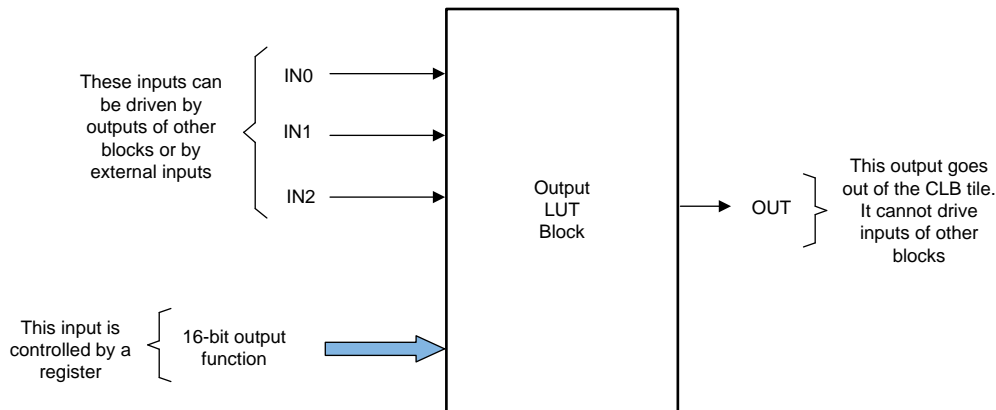 These inputs can
be driven by
outputs of other
blocks or by
external inputs
IN0
IN1
IN2
Output
LUT
Block
OUT
This output goes
out of the CLB tile.
It cannot drive
inputs of other
blocks
This input is
controlled by a
register
16-bit output
function